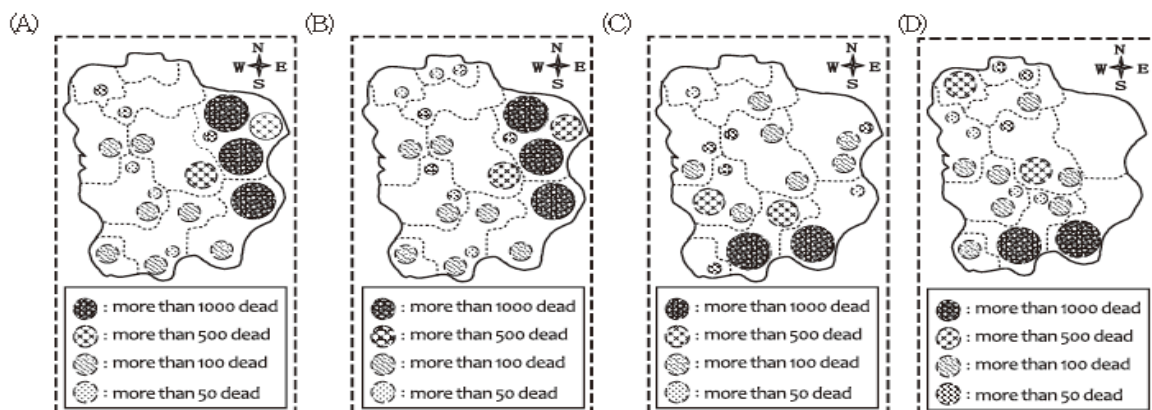 (A)
(B)
(C)
(D)
N
W E
S
N
W E
S
N
W E
S
N
W E
S
: more than 1000 dead
: more than 500 dead
: more than 100 dead
: more than 50 dead
: more than 1000 dead
: more than 500 dead
: more than 100 dead
: more than 50 dead
: more than 1000 dead
: more than 500 dead
: more than 100 dead
: more than 50 dead
: more than 1000 dead
: more than 500 dead
: more than 100 dead
: more than 50 dead